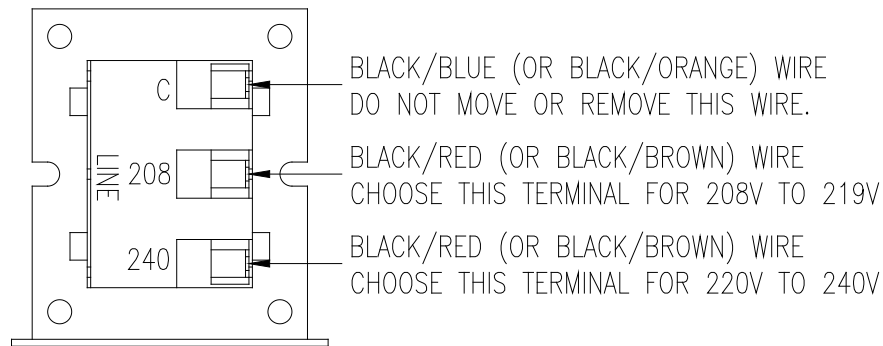 C
BLACK/BLUE (OR BLACK/ORANGE) WIRE
DO NOT MOVE OR REMOVE THIS WIRE.
LINE
208
BLACK/RED (OR BLACK/BROWN) WIRE
CHOOSE THIS TERMINAL FOR 208V TO 219V
240
BLACK/RED (OR BLACK/BROWN) WIRE
CHOOSE THIS TERMINAL FOR 220V TO 240V